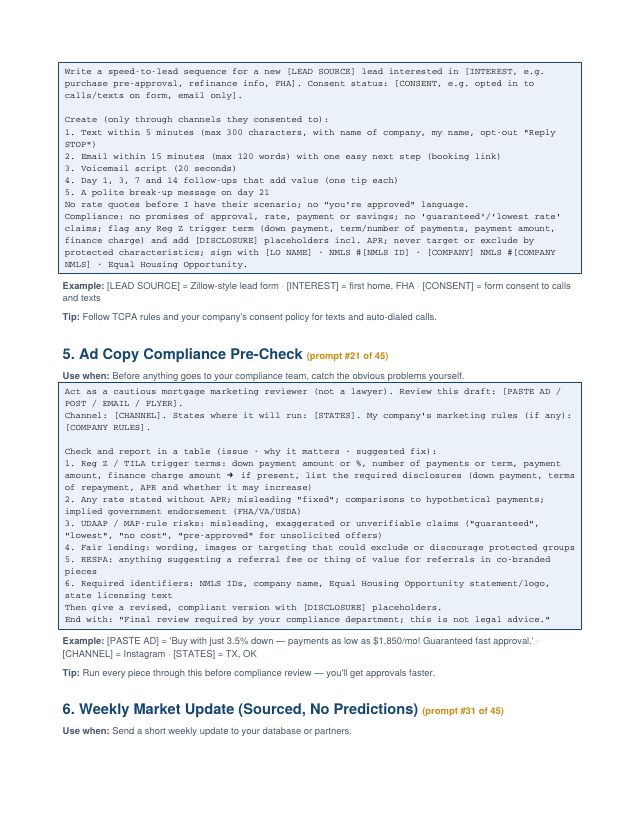 Write a speed-to-lead sequence for a new [LEAD SOURCE] lead interested in [INTEREST, e.g.
purchase pre-approval, refinance info, FHA]. Consent status: [CONSENT, e.g. opted in to
calls/texts on form, email only].
Create (only through channels they consented to):
1. Text within 5 minutes (max 300 characters, with name of company, my name, opt-out "Reply
STOP")
2. Email within 15 minutes (max 120 words) with one easy next step (booking link)
3. Voicemail script (20 seconds)
4. Day 1, 3, 7 and 14 follow-ups that add value (one tip each)
5. A polite break-up message on day 21
No rate quotes before I have their scenario; no "you're approved" language.
Compliance: no promises of approval, rate, payment or savings; no 'guaranteed'/'lowest rate'
claims; flag any Reg Z trigger term (down payment, term/number of payments, payment amount,
finance charge) and add [DISCLOSURE] placeholders incl. APR; never target or exclude by
protected characteristics; sign with [LO NAME] · NMLS #[NMLS ID] · [COMPANY] NMLS #[COMPANY
NMLS] · Equal Housing Opportunity.
Example: [LEAD SOURCE] = Zillow-style lead form · [INTEREST] = first home, FHA · [CONSENT] = form consent to calls
and texts
Tip: Follow TCPA rules and your company's consent policy for texts and auto-dialed calls.
5. Ad Copy Compliance Pre-Check (prompt #21 of 45)
Use when: Before anything goes to your compliance team, catch the obvious problems yourself.
Act as a cautious mortgage marketing reviewer (not a lawyer). Review this draft: [PASTE AD /
POST / EMAIL / FLYER].
Channel: [CHANNEL]. States where it will run: [STATES]. My company's marketing rules (if any):
[COMPANY RULES].
Check and report in a table (issue · why it matters · suggested fix):
1. Reg Z / TILA trigger terms: down payment amount or %, number of payments or term, payment
amount, finance charge amount ➔ if present, list the required disclosures (down payment, terms
of repayment, APR and whether it may increase)
2. Any rate stated without APR; misleading "fixed"; comparisons to hypothetical payments;
implied government endorsement (FHA/VA/USDA)
3. UDAAP / MAP-rule risks: misleading, exaggerated or unverifiable claims ("guaranteed",
"lowest", "no cost", "pre-approved" for unsolicited offers)
4. Fair lending: wording, images or targeting that could exclude or discourage protected groups
5. RESPA: anything suggesting a referral fee or thing of value for referrals in co-branded
pieces
6. Required identifiers: NMLS IDs, company name, Equal Housing Opportunity statement/logo,
state licensing text
Then give a revised, compliant version with [DISCLOSURE] placeholders.
End with: "Final review required by your compliance department; this is not legal advice."
Example: [PASTE AD] = 'Buy with just 3.5% down — payments as low as $1,850/mo! Guaranteed fast approval.' ·
[CHANNEL] = Instagram · [STATES] = TX, OK
Tip: Run every piece through this before compliance review — you'll get approvals faster.
6. Weekly Market Update (Sourced, No Predictions) (prompt #31 of 45)
Use when: Send a short weekly update to your database or partners.